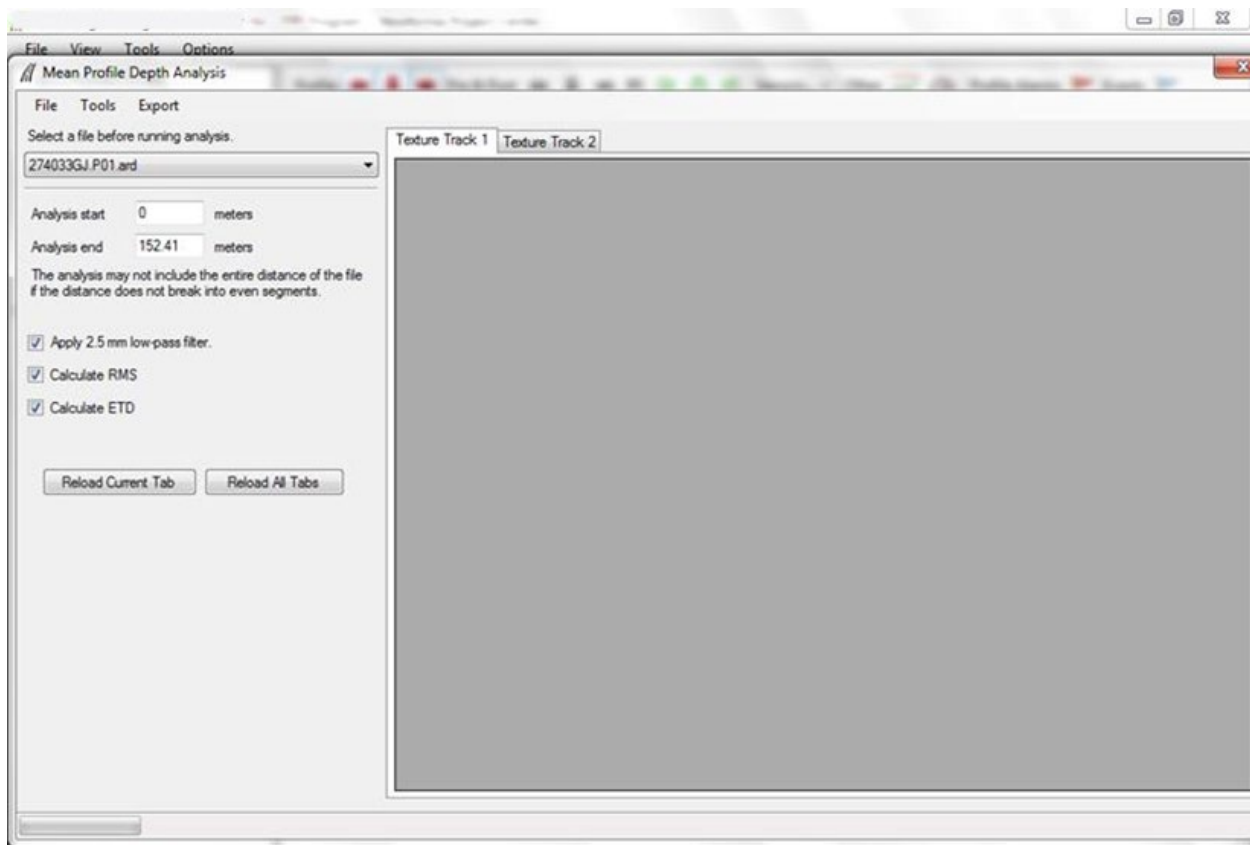 File View Tools Options
Mean Profile Depth Analysis
File Tools Export
Select a file before running analysis.
274033GJ.P01.ard
Analysis start 0 meters
Analysis end 152.41 meters
The analysis may not include the entire distance of the file
if the distance does not break into even segments.
Apply 2.5 mm low-pass filter.
Calculate RMS
Calculate ETD
Reload Current Tab Reload All Tabs
Texture Track 1 Texture Track 2